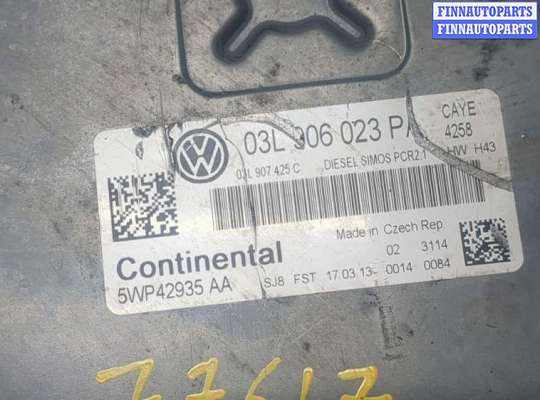 FINNAUTOPARTS
FINNAUTOPARTS
03L 906 023 PA
CAYE
4258
03L 907 425 C DIESEL SIMOS PCR2.1 HW H43
Made in Czech Rep.
02 3114
Continental
5WP42935 AA
SJ8 FST 17.03.13 0014 0084
77617